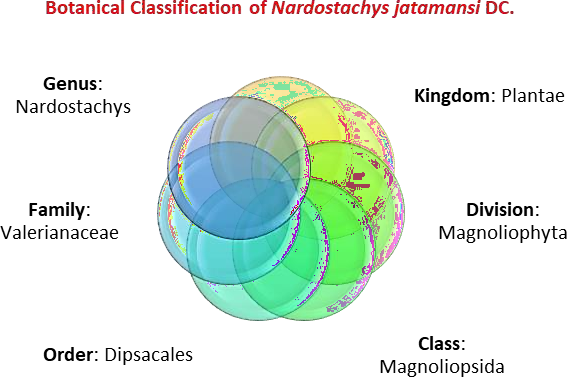 Botanical Classification of Nardostachys jatamansi DC.
Genus:
Nardostachys
Kingdom: Plantae
Family:
Valerianaceae
Division:
Magnoliophyta
Order: Dipsacales
Class:
Magnoliopsida